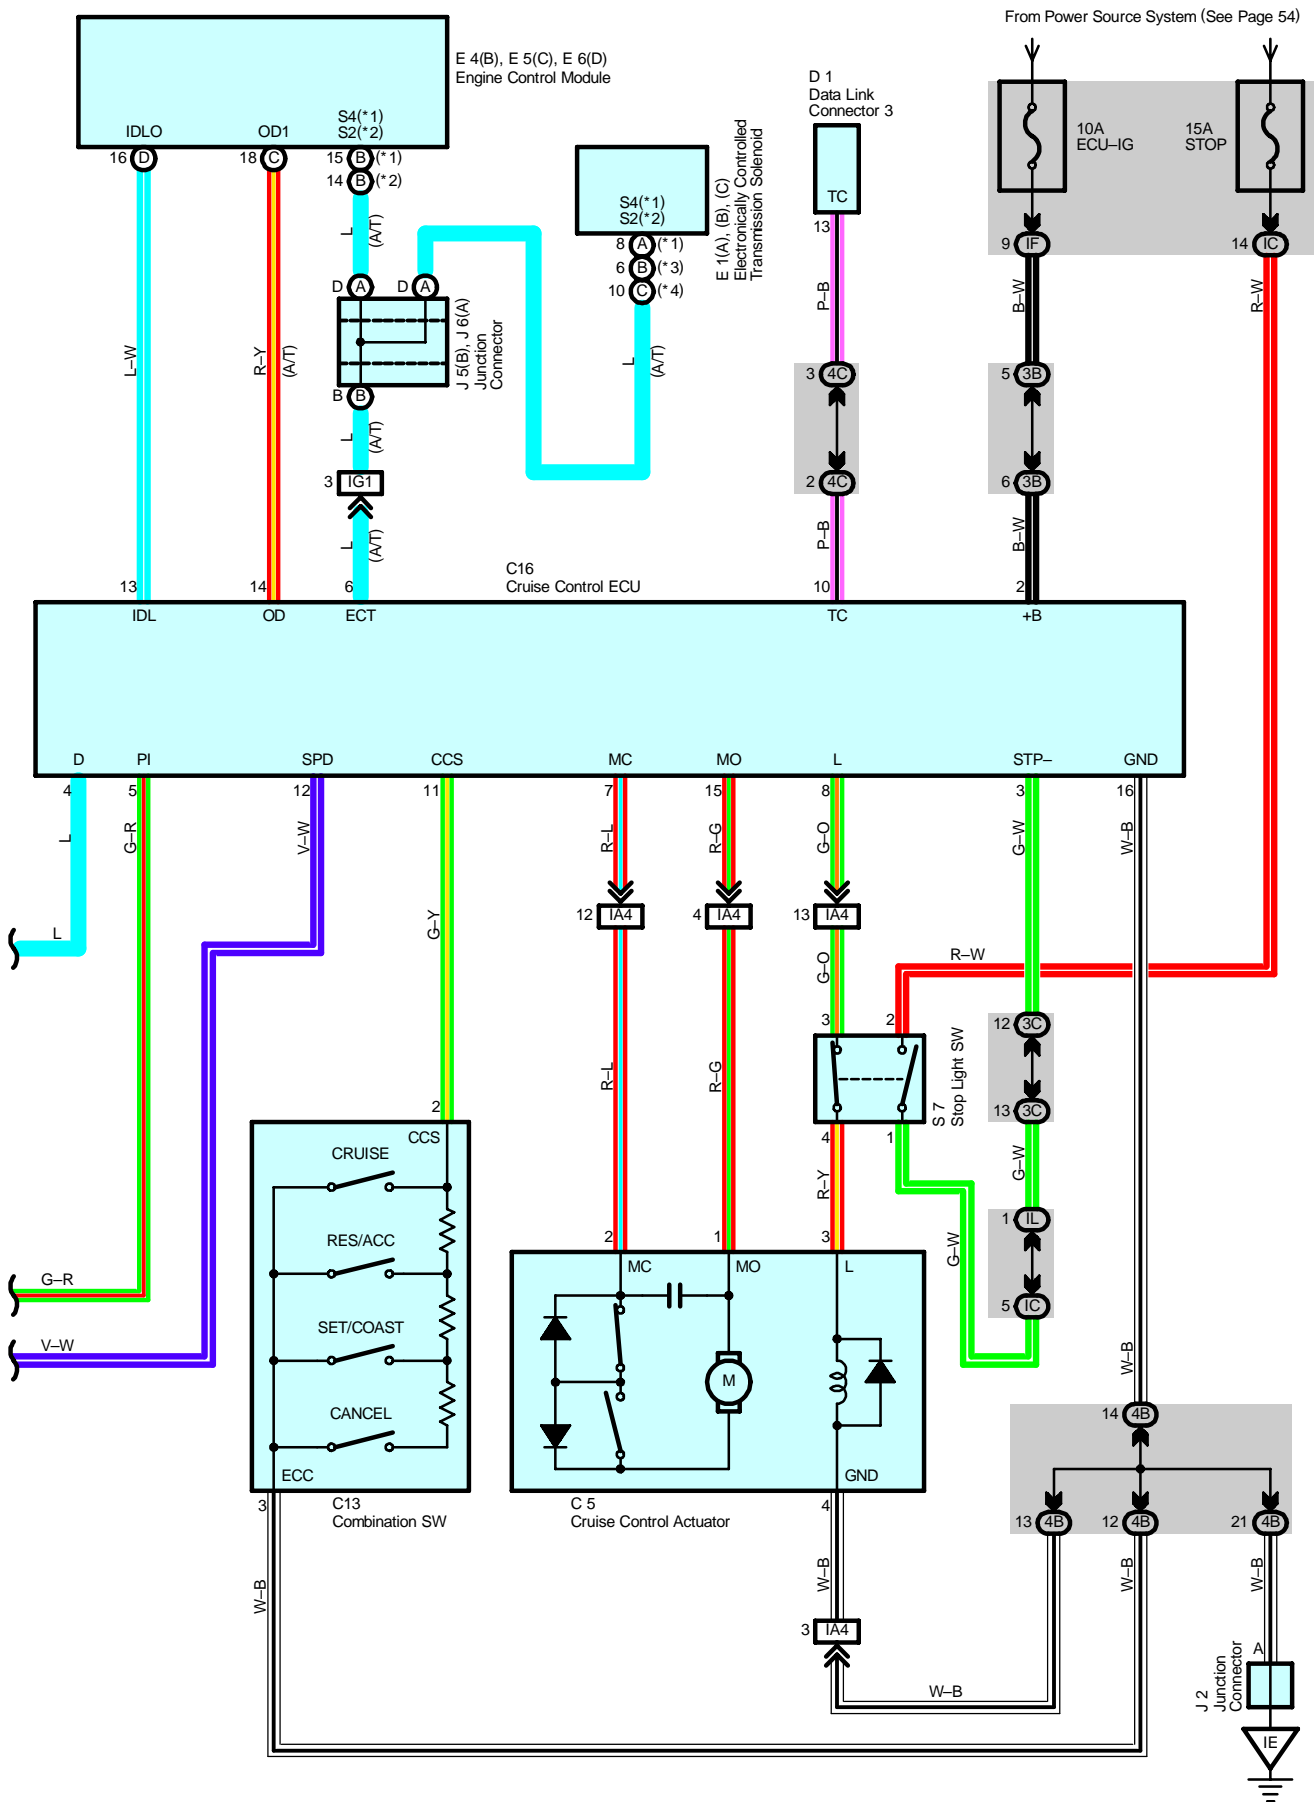 From Power Source System (See Page 54)
E 4(B), E 5(C), E 6(D)
Engine Control Module
IDLO
OD1
S4(*1)
S2(*2)
16 D
18 C
15 B (*1)
14 B (*2)
D 1
Data Link
Connector 3
TC
13
S4(*1)
S2(*2)
8 A (*1)
6 B (*3)
10 C (*4)
E 1(A), (B), (C)
Electronically Controlled
Transmission Solenoid
10A
ECU–IG
15A
STOP
9 IF
14 IC
L–W
R–Y
(A/T)
L
(A/T)
D A
D A
J 5(B), J 6(A)
Junction
Connector
B B
L
(A/T)
3 IG1
L
(A/T)
L
(A/T)
P–B
3 4C
2 4C
P–B
B–W
5 3B
6 3B
B–W
R–W
C16
Cruise Control ECU
13
14
6
10
2
IDL
OD
ECT
TC
+B
D
PI
SPD
CCS
MC
MO
L
STP–
GND
4
5
12
11
7
15
8
3
16
L
G–R
V–W
G–Y
R–L
R–G
G–O
G–W
W–B
L
12 IA4
4 IA4
13 IA4
G–O
R–W
R–L
R–G
3
2
S 7
Stop Light SW
4
1
R–Y
G–W
12 3C
13 3C
G–W
1 IL
5 IC
W–B
G–R
V–W
2
CCS
CRUISE
RES/ACC
SET/COAST
CANCEL
ECC
3
C13
Combination SW
2
1
3
MC
MO
L
M
GND
4
C 5
Cruise Control Actuator
14 4B
13 4B
12 4B
21 4B
W–B
W–B
W–B
W–B
3 IA4
W–B
A
J 2
Junction
Connector
IE